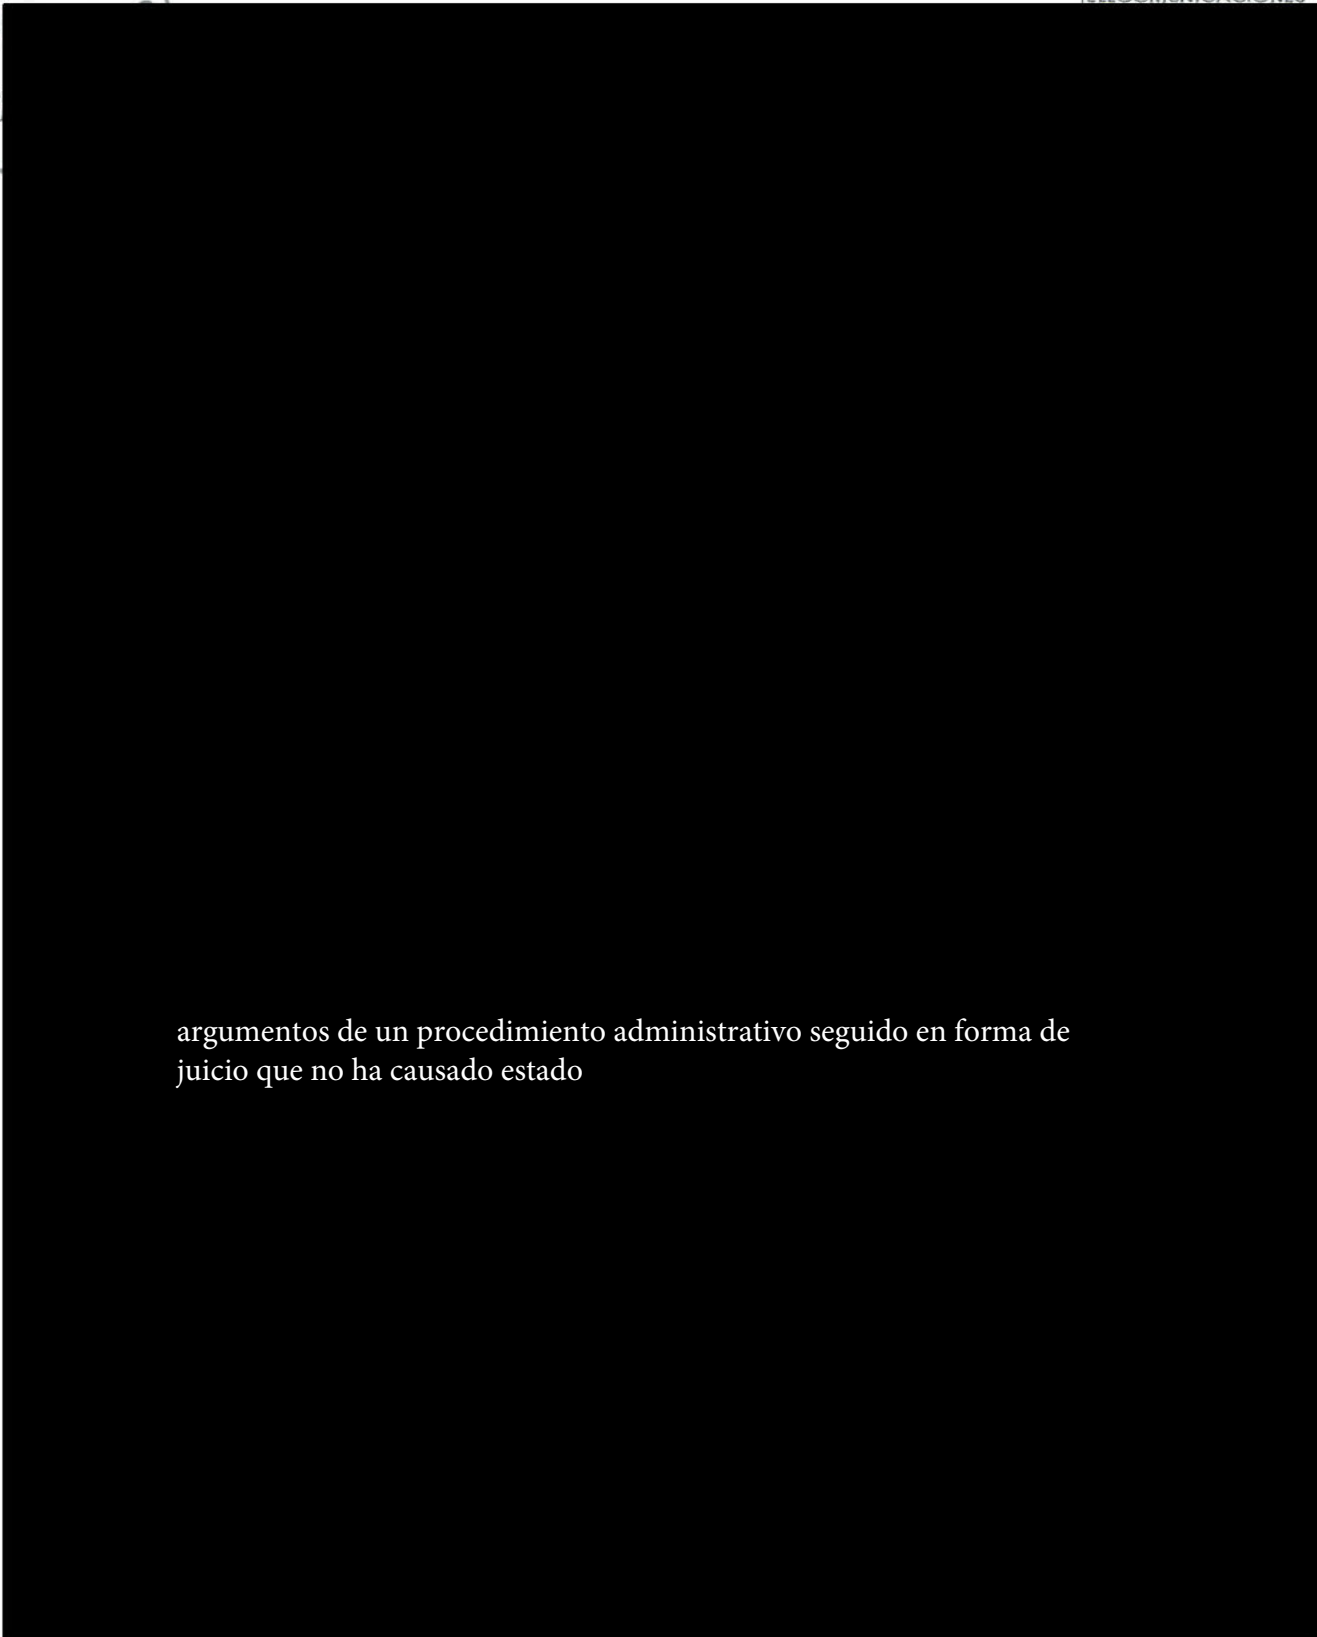 argumentos de un procedimiento administrativo seguido en forma de
juicio que no ha causado estado